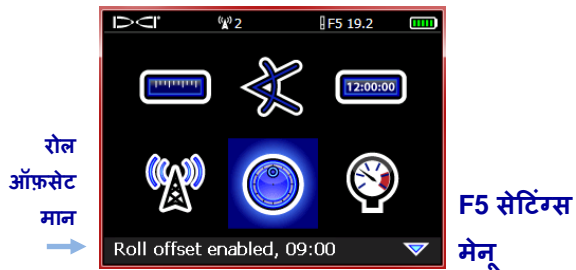 DCI 2 F5 19.2
12:00:00
रोल
ऑफ़सेट
मान
Roll offset enabled, 09:00
F5 सेटिंग्स
मेनू